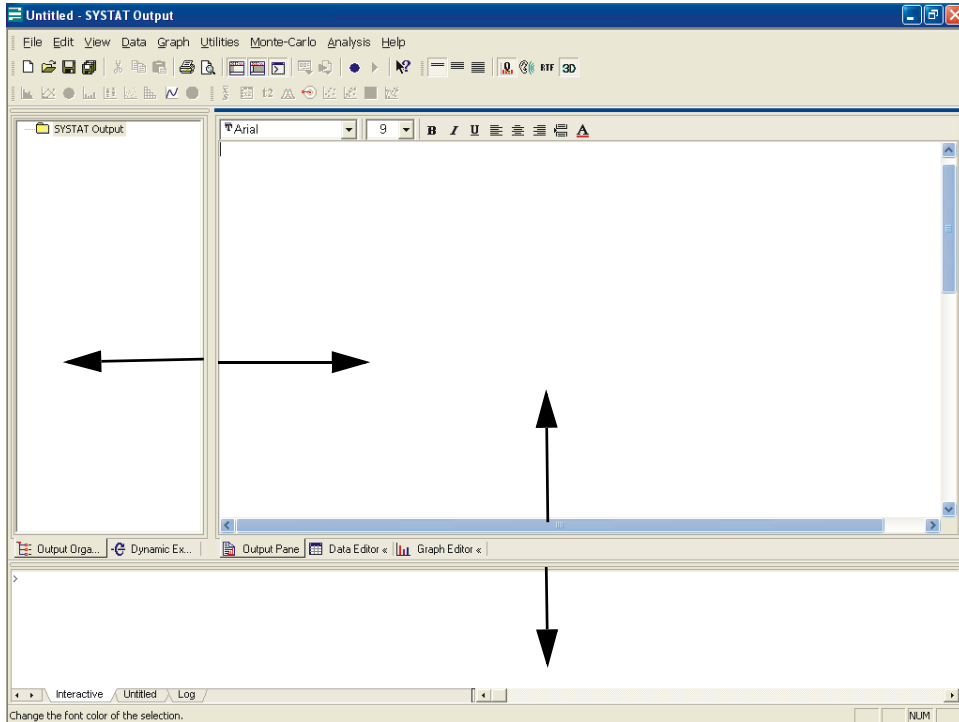 Untitled - SYSTAT Output
File Edit View Data Graph Utilities Monte-Carlo Analysis Help
RTF 3D
t2
SYSTAT Output
Arial 9 B I U A
Output Orga... Dynamic Ex...
Output Pane Data Editor « Graph Editor «
>
Interactive Untitled Log
Change the font color of the selection. NUM